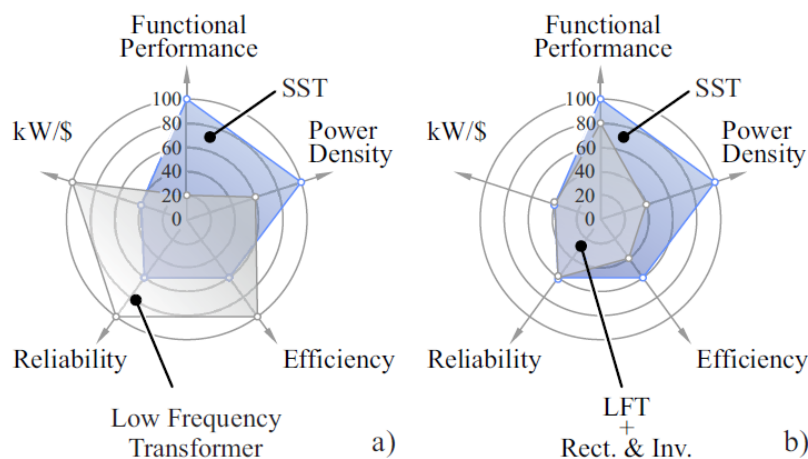 Functional
Performance
SST
100
80
60
40
20
0
kW/$
Power
Density
Reliability
Efficiency
Low Frequency
Transformer
a)
Functional
Performance
SST
100
80
60
40
20
0
kW/$
Power
Density
Reliability
Efficiency
LFT
+
Rect. & Inv.
b)